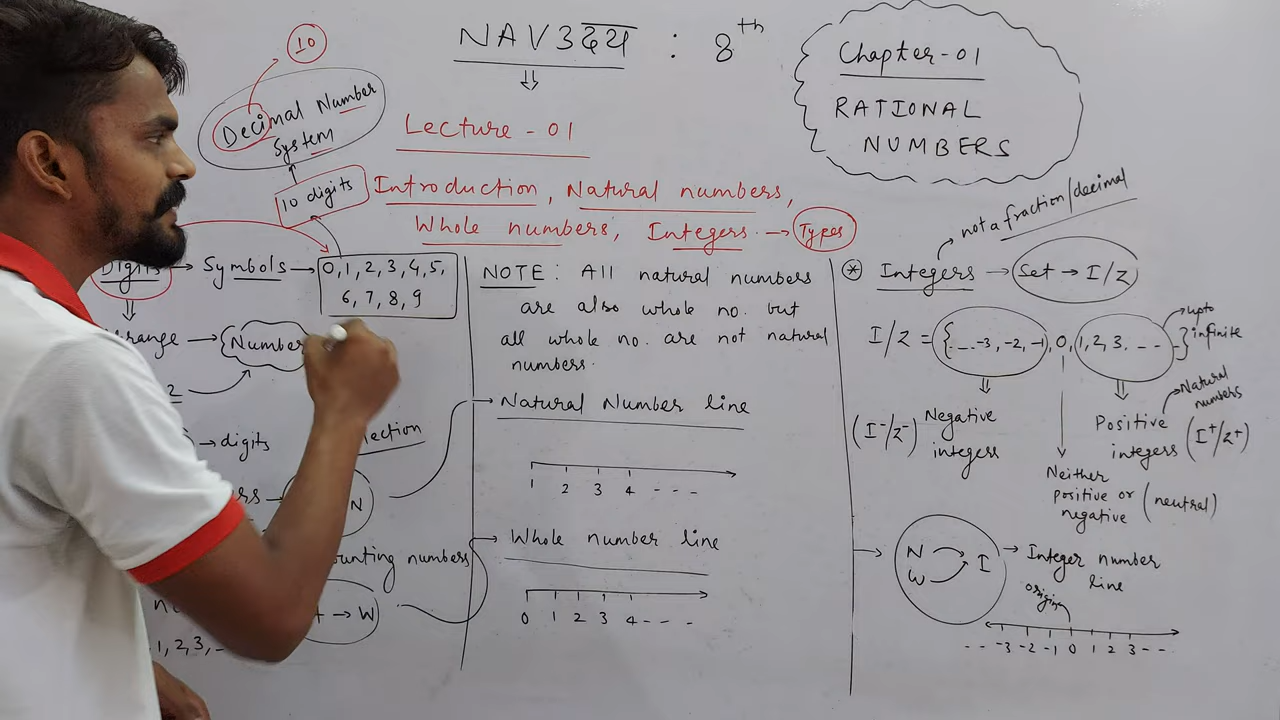 NAV3दय : 8th
Chapter-01
RATIONAL
NUMBERS
10
Decimal Number
System
10 digits
Lecture - 01
Introduction, Natural numbers,
Whole numbers, Integers → Types
Digits → Symbols → 0, 1, 2, 3, 4, 5,
6, 7, 8, 9
→ Number
2
→ digits
N
numbers
→ W
1, 2, 3, -
NOTE: All natural numbers
are also whole no. but
all whole no. are not natural
numbers.
→ Natural Number line
1 2 3 4 - - -
→ Whole number line
0 1 2 3 4 - - -
not a fraction/decimal
* Integers → Set → I/Z
I/Z = { - - -3, -2, -1, 0, 1, 2, 3, - - - }
upto
infinite
(I⁻/Z⁻) Negative
integers
Natural
numbers
Positive
integers (I⁺/Z⁺)
Neither
positive or (neutral)
negative
N
W
I
→ Integer number
line
origin
- - -3 -2 -1 0 1 2 3 - -